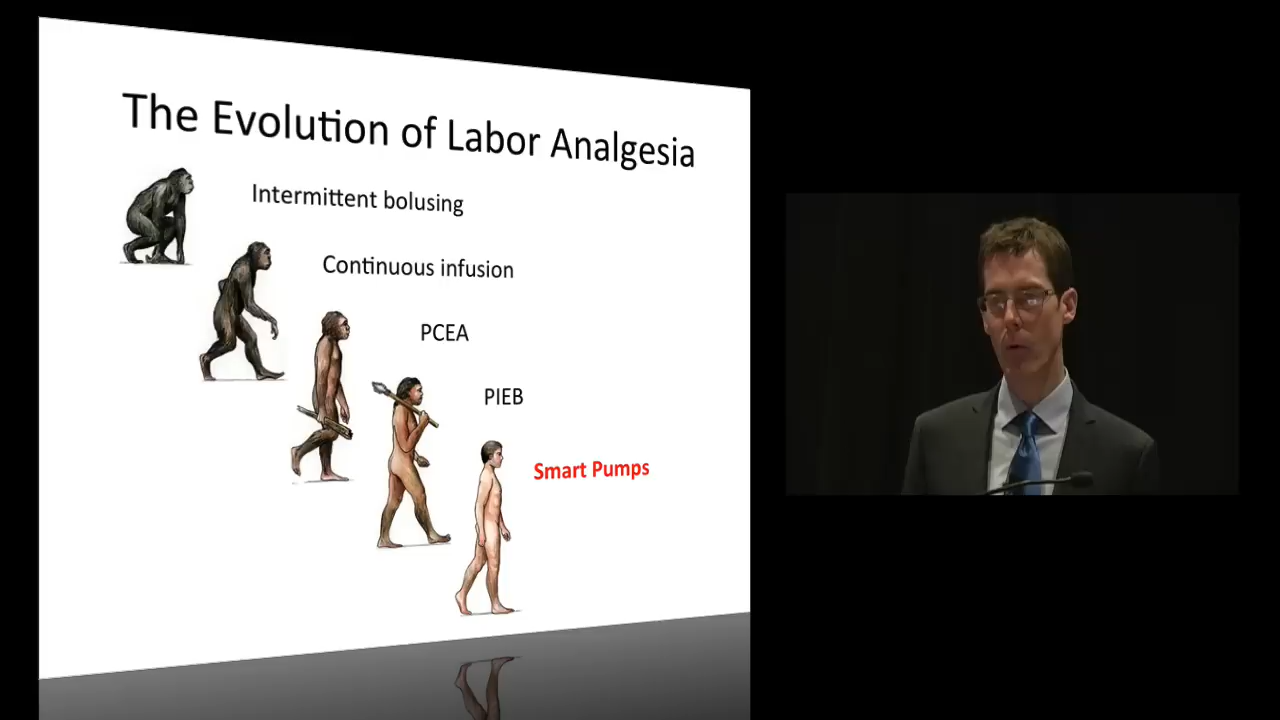 The Evolution of Labor Analgesia
Intermittent bolusing
Continuous infusion
PCEA
PIEB
Smart Pumps